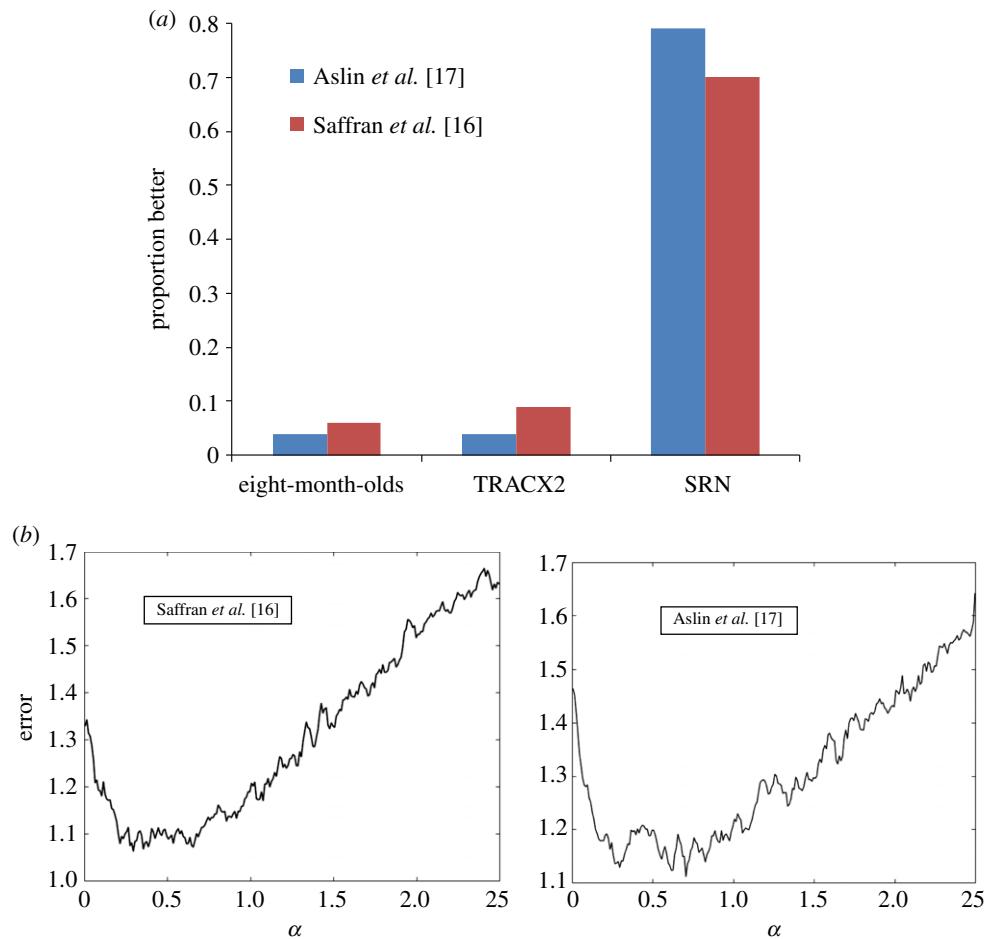 (a)
0.8
0.7
0.6
0.5
0.4
0.3
0.2
0.1
0
proportion better
Aslin et al. [17]
Saffran et al. [16]
eight-month-olds TRACX2 SRN
(b)
1.7
1.6
1.5
1.4
1.3
1.2
1.1
1.0
error
Saffran et al. [16]
0 0.5 1.0 1.5 2.0 25
α
1.7
1.6
1.5
1.4
1.3
1.2
1.1
Aslin et al. [17]
0 0.5 1.0 1.5 2.0 25
α